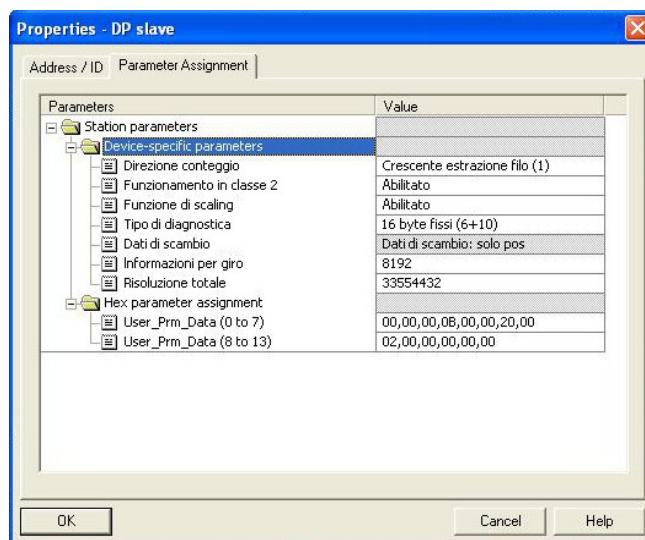 Properties - DP slave
Address / ID Parameter Assignment
Parameters Value
Station parameters
Device-specific parameters
Direzione conteggio Crescente estrazione filo (1)
Funzionamento in classe 2 Abilitato
Funzione di scaling Abilitato
Tipo di diagnostica 16 byte fissi (6+10)
Dati di scambio Dati di scambio: solo pos
Informazioni per giro 8192
Risoluzione totale 33554432
Hex parameter assignment
User_Prm_Data (0 to 7) 00,00,00,0B,00,00,20,00
User_Prm_Data (8 to 13) 02,00,00,00,00,00
OK Cancel Help